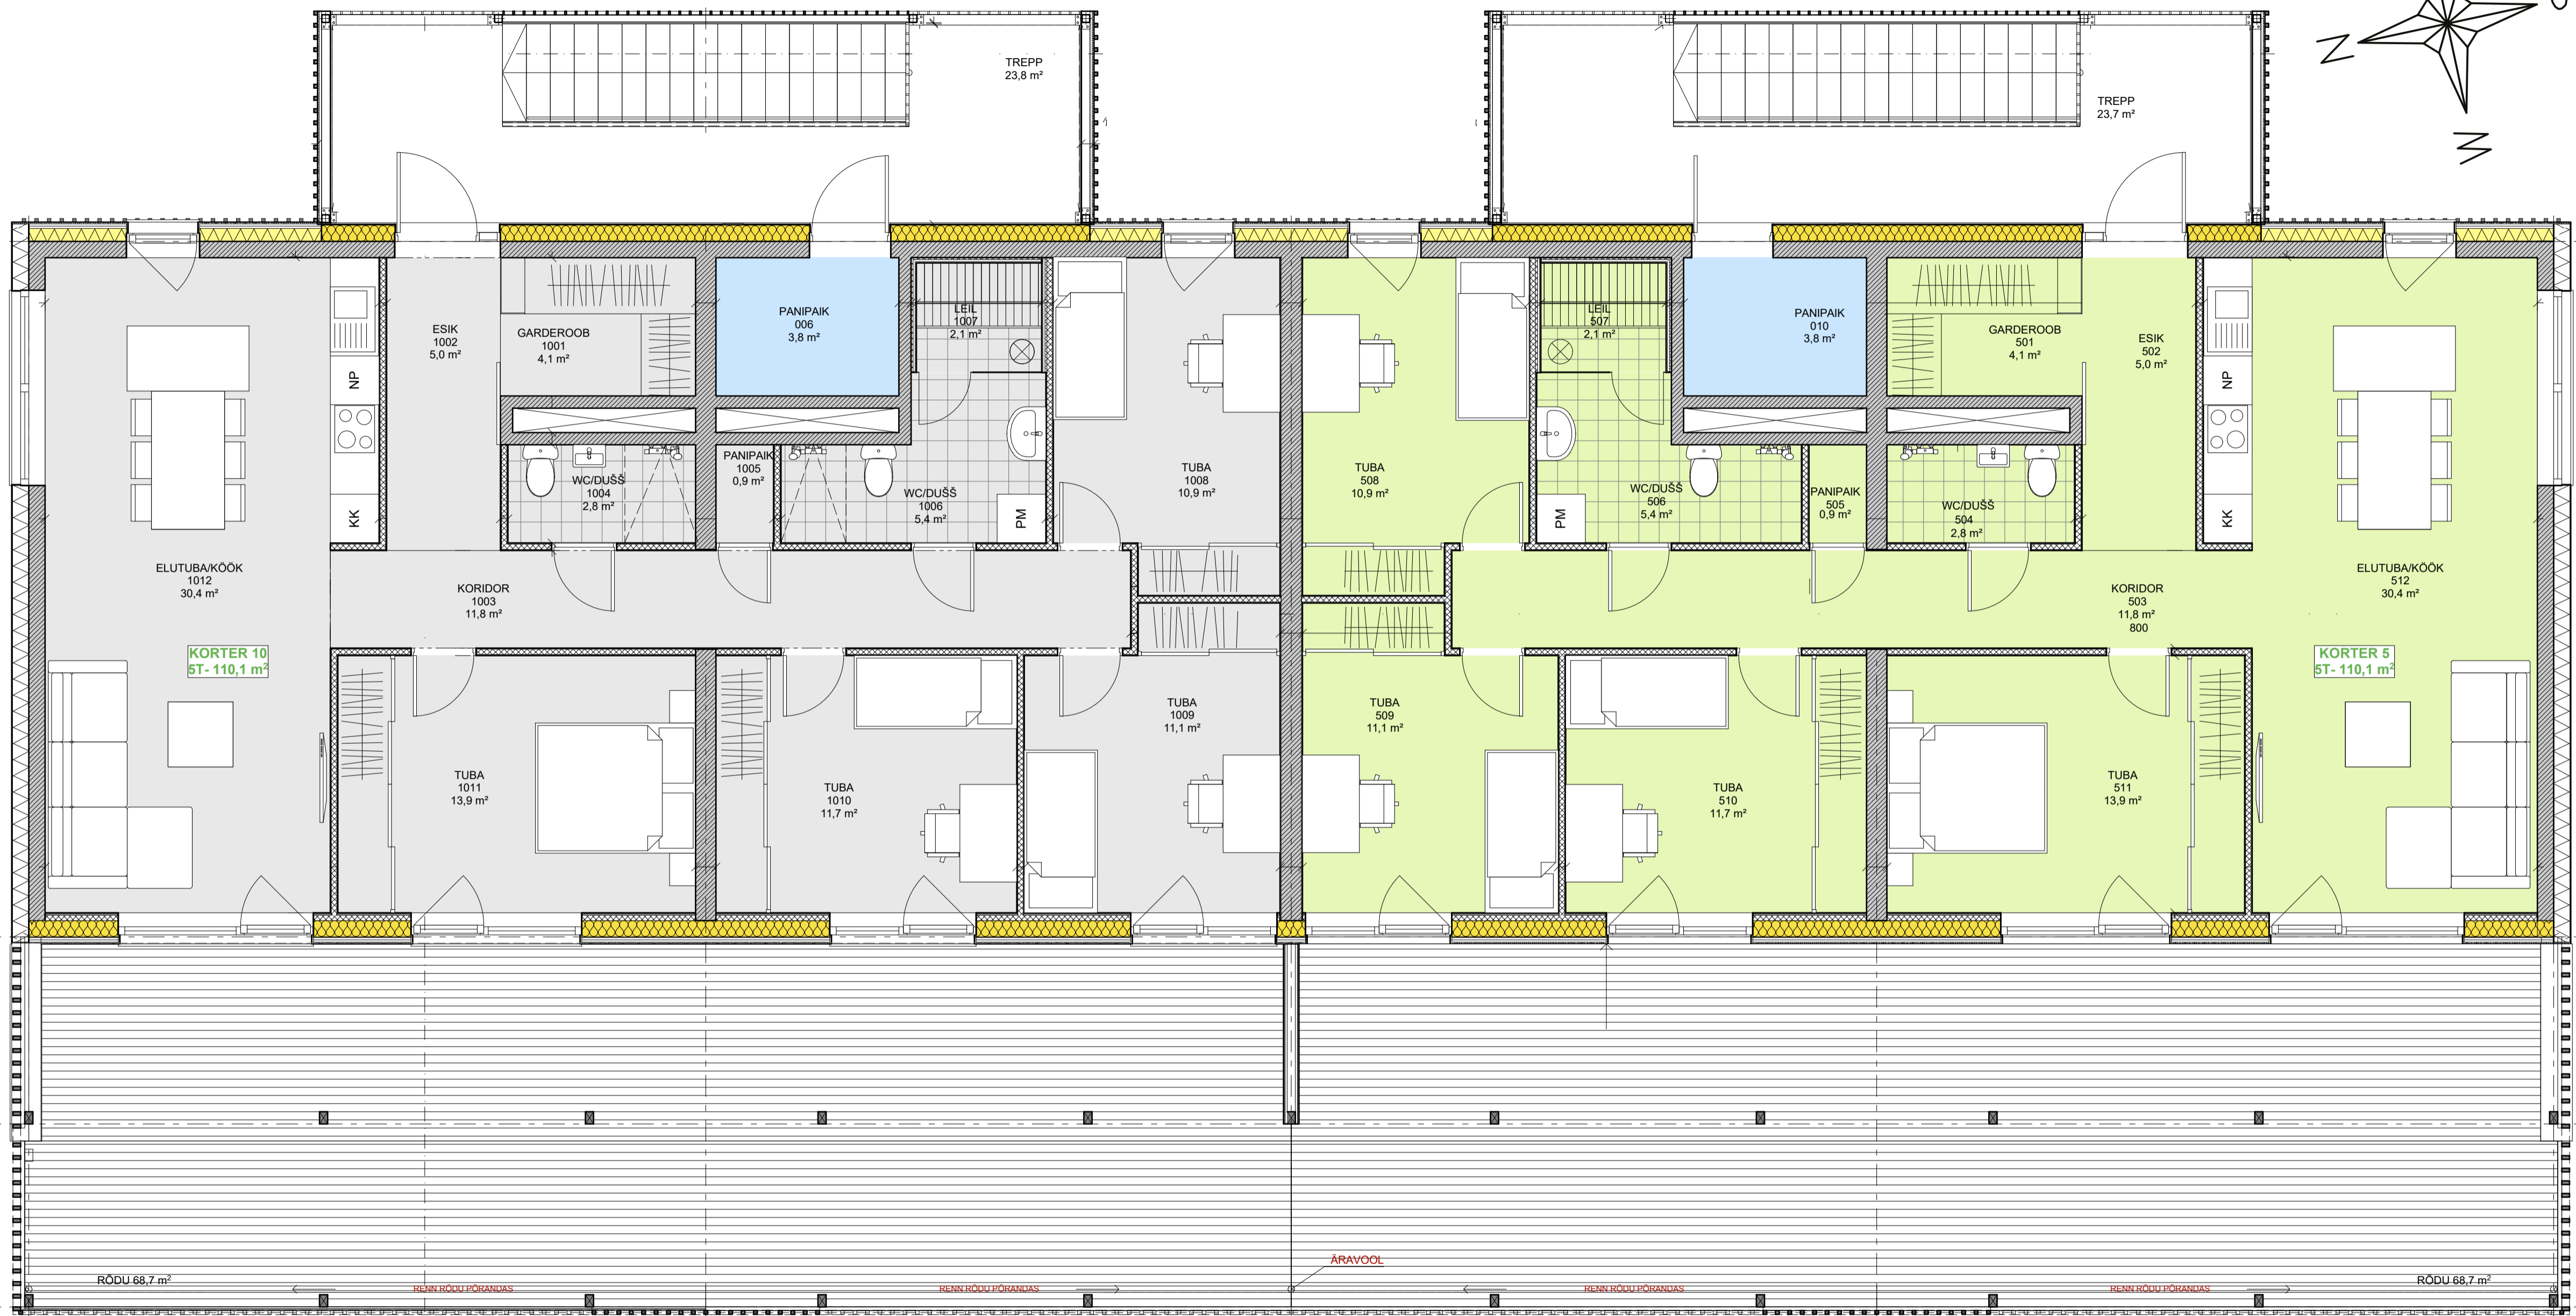 TREPP
23,8 m²
TREPP
23,7 m²
N
W
ESIK
1002
5,0 m²
GARDEROOB
1001
4,1 m²
PANIPAIK
006
3,8 m²
LEIL
1007
2,1 m²
LEIL
507
2,1 m²
PANIPAIK
010
3,8 m²
GARDEROOB
501
4,1 m²
ESIK
502
5,0 m²
NP
KK
NP
KK
WC/DUŠŠ
1004
2,8 m²
PANIPAIK
1005
0,9 m²
WC/DUŠŠ
1006
5,4 m²
PM
TUBA
1008
10,9 m²
TUBA
508
10,9 m²
PM
WC/DUŠŠ
506
5,4 m²
PANIPAIK
505
0,9 m²
WC/DUŠŠ
504
2,8 m²
ELUTUBA/KÖÖK
1012
30,4 m²
KORIDOR
1003
11,8 m²
KORIDOR
503
11,8 m²
800
ELUTUBA/KÖÖK
512
30,4 m²
KORTER 10
5T- 110,1 m²
KORTER 5
5T- 110,1 m²
TUBA
1011
13,9 m²
TUBA
1010
11,7 m²
TUBA
1009
11,1 m²
TUBA
509
11,1 m²
TUBA
510
11,7 m²
TUBA
511
13,9 m²
ÄRAVOOL
RÕDU 68,7 m²
RENN RÕDU PÕRANDAS
RENN RÕDU PÕRANDAS
RENN RÕDU PÕRANDAS
RENN RÕDU PÕRANDAS
RÕDU 68,7 m²